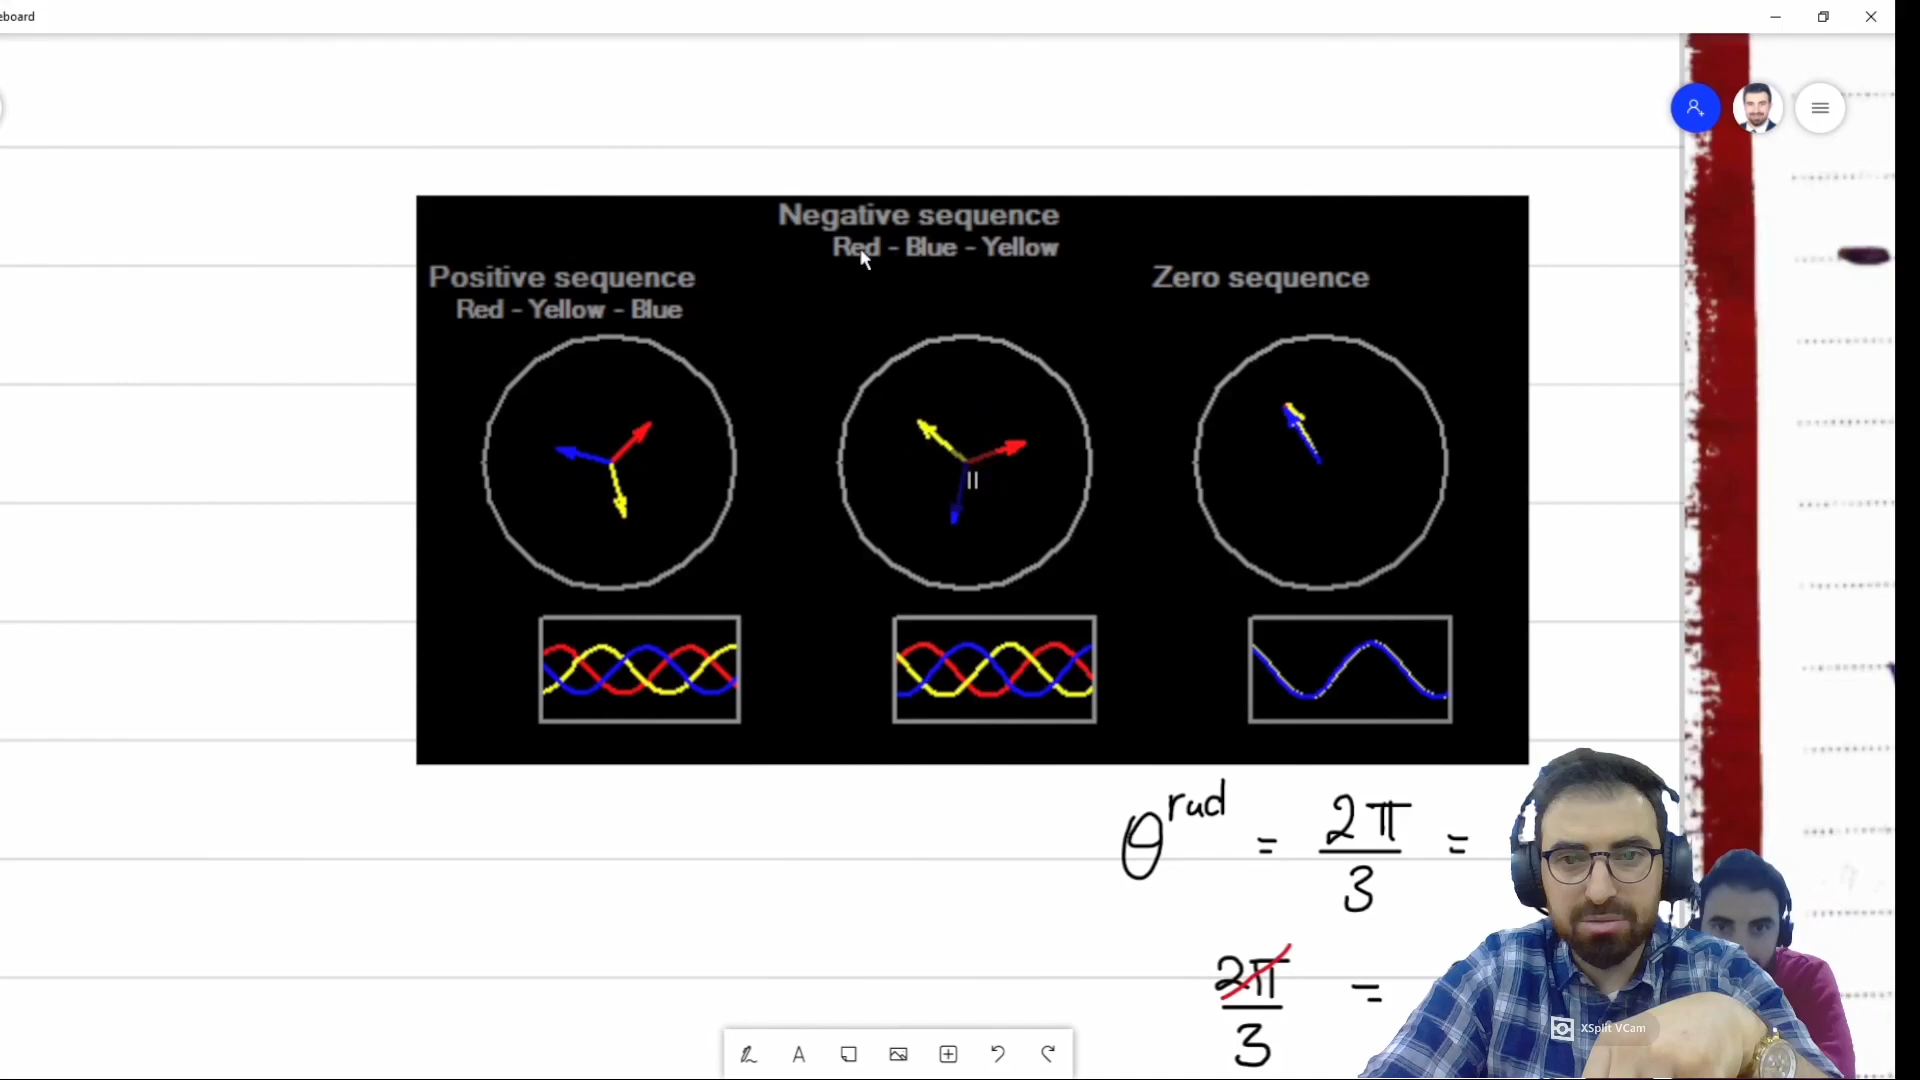 eboard
Negative sequence
Red - Blue - Yellow
Positive sequence
Red - Yellow - Blue
Zero sequence
θ^rad = 2π/3 =
2π/3 =
A
XSplit VCam